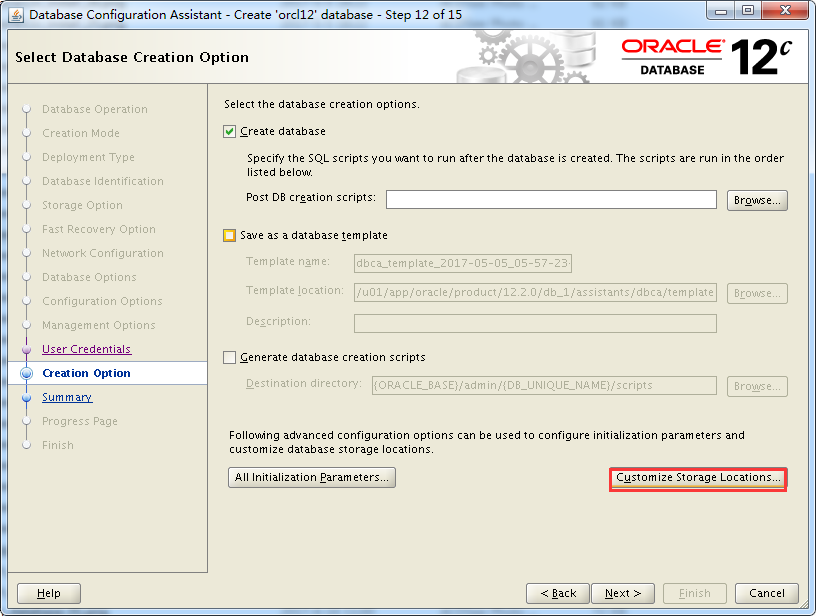 Database Configuration Assistant - Create 'orcl12' database - Step 12 of 15
Select Database Creation Option
ORACLE®
DATABASE
12c
Database Operation
Creation Mode
Deployment Type
Database Identification
Storage Option
Fast Recovery Option
Network Configuration
Database Options
Configuration Options
Management Options
User Credentials
Creation Option
Summary
Progress Page
Finish
Select the database creation options.
Create database
Specify the SQL scripts you want to run after the database is created. The scripts are run in the order
listed below.
Post DB creation scripts:
Browse...
Save as a database template
Template name:
dbca_template_2017-05-05_05-57-23-
Template location:
/u01/app/oracle/product/12.2.0/db_1/assistants/dbca/template
Browse...
Description:
Generate database creation scripts
Destination directory:
{ORACLE_BASE}/admin/{DB_UNIQUE_NAME}/scripts
Browse...
Following advanced configuration options can be used to configure initialization parameters and
customize database storage locations.
All Initialization Parameters...
Customize Storage Locations...
Help
< Back
Next >
Finish
Cancel